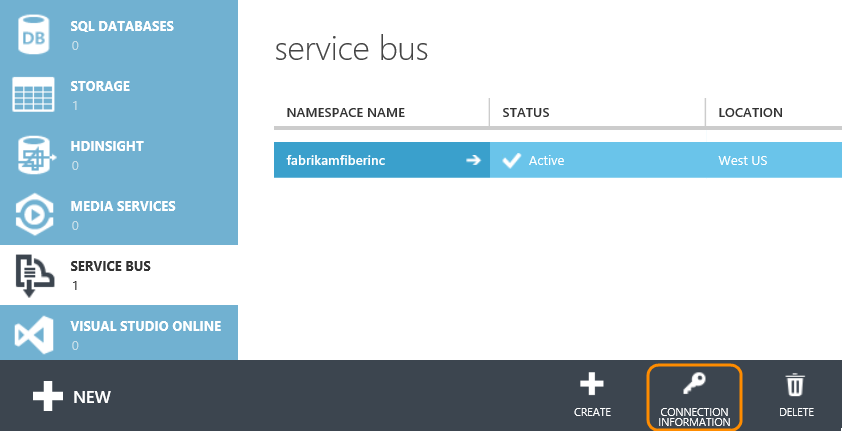 DB
SQL DATABASES
0
STORAGE
1
HDINSIGHT
0
MEDIA SERVICES
0
SERVICE BUS
1
VISUAL STUDIO ONLINE
0
service bus
NAMESPACE NAME STATUS LOCATION
fabrikamfiberinc Active West US
NEW
CREATE
CONNECTION
INFORMATION
DELETE